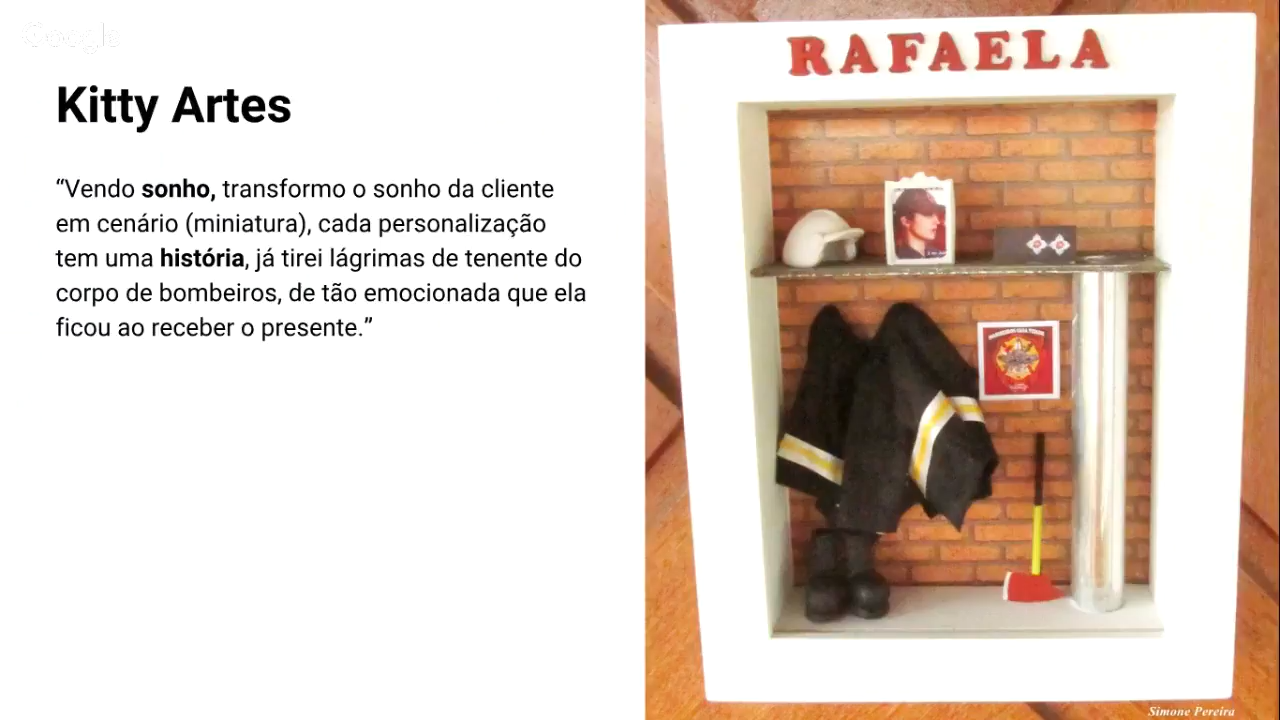 Google
Kitty Artes
“Vendo sonho, transformo o sonho da cliente
em cenário (miniatura), cada personalização
tem uma história, já tirei lágrimas de tenente do
corpo de bombeiros, de tão emocionada que ela
ficou ao receber o presente.”
RAFAELA
Simone Pereira